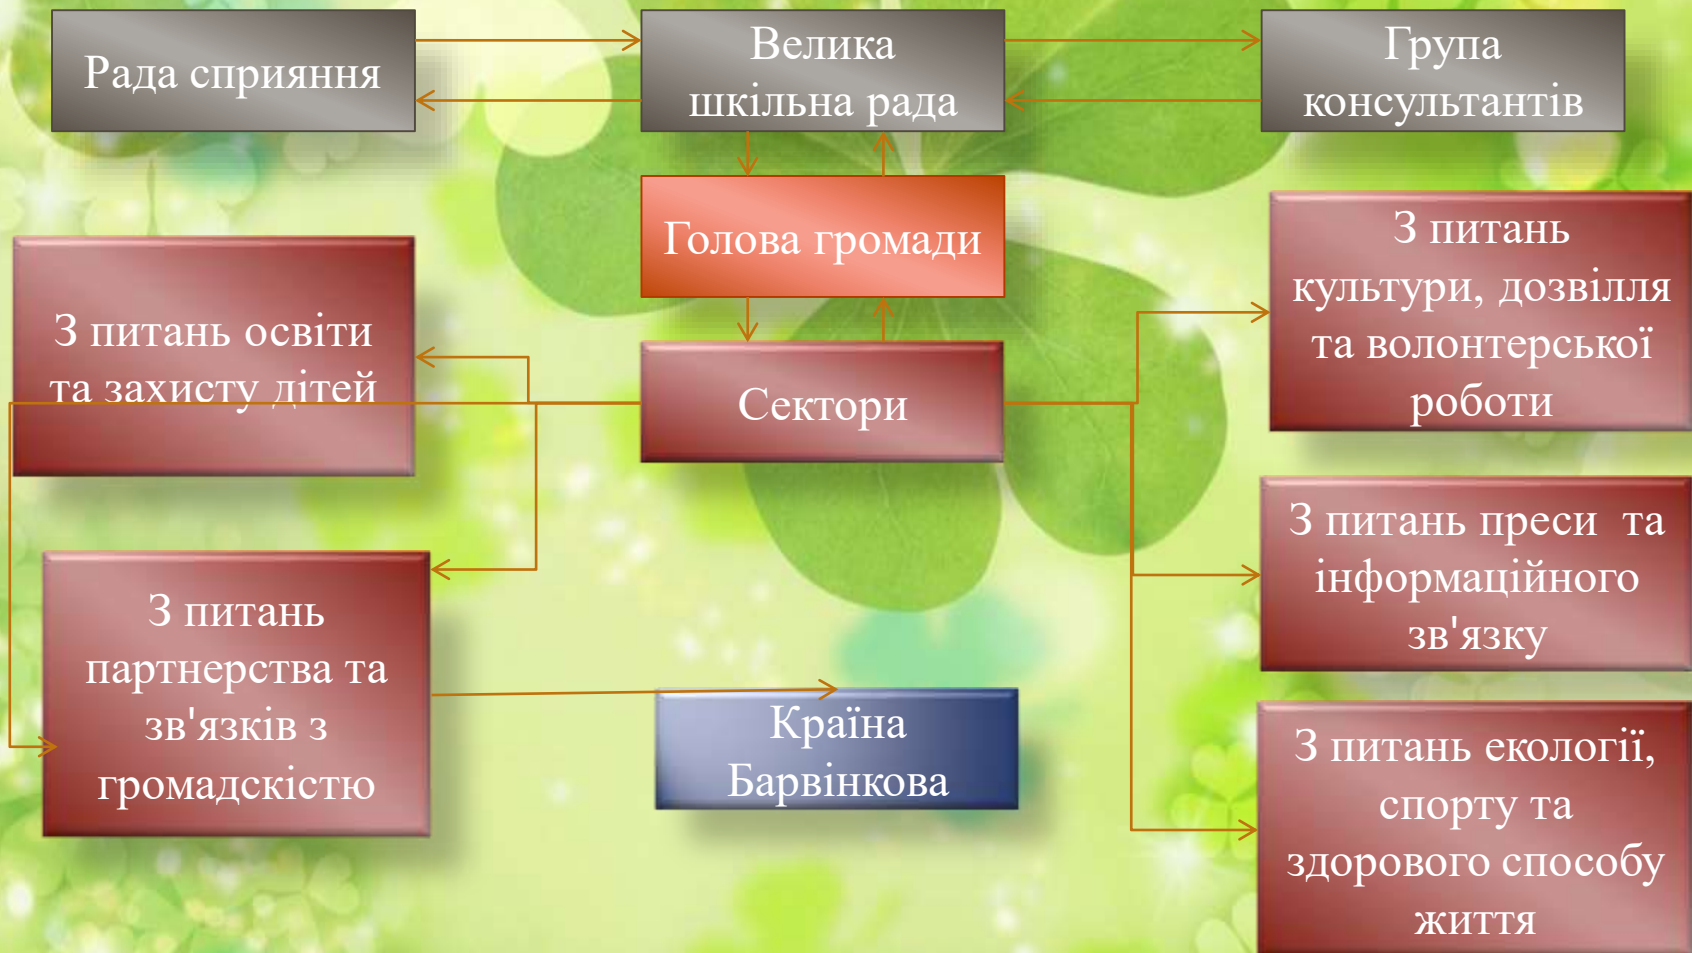 Рада сприяння
Велика
шкільна рада
Група
консультантів
Голова громади
З питань освіти
та захисту дітей
Сектори
З питань
культури, дозвілля
та волонтерської
роботи
З питань преси та
інформаційного
зв'язку
З питань
партнерства та
зв'язків з
громадскістю
Країна
Барвінкова
З питань екології,
спорту та
здорового способу
життя